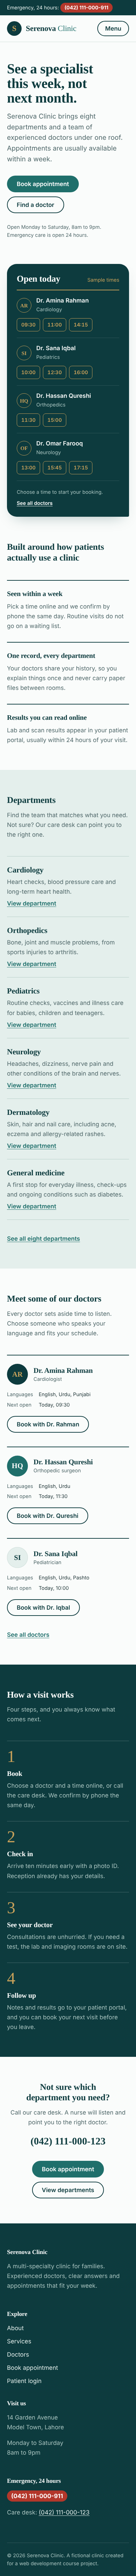 Emergency, 24 hours: (042) 111-000-911
S Serenova Clinic Menu
See a specialist
this week, not
next month.
Serenova Clinic brings eight
departments and a team of
experienced doctors under one roof.
Appointments are usually available
within a week.
Book appointment
Find a doctor
Open Monday to Saturday, 8am to 9pm.
Emergency care is open 24 hours.
Open today Sample times
AR Dr. Amina Rahman
Cardiology
09:30 11:00 14:15
SI Dr. Sana Iqbal
Pediatrics
10:00 12:30 16:00
HQ Dr. Hassan Qureshi
Orthopedics
11:30 15:00
OF Dr. Omar Farooq
Neurology
13:00 15:45 17:15
Choose a time to start your booking.
See all doctors
Built around how patients
actually use a clinic
Seen within a week
Pick a time online and we confirm by
phone the same day. Routine visits do not
go on a waiting list.
One record, every department
Your doctors share your history, so you
explain things once and never carry paper
files between rooms.
Results you can read online
Lab and scan results appear in your patient
portal, usually within 24 hours of your visit.
Departments
Find the team that matches what you need.
Not sure? Our care desk can point you to
the right one.
Cardiology
Heart checks, blood pressure care and
long-term heart health.
View department
Orthopedics
Bone, joint and muscle problems, from
sports injuries to arthritis.
View department
Pediatrics
Routine checks, vaccines and illness care
for babies, children and teenagers.
View department
Neurology
Headaches, dizziness, nerve pain and
other conditions of the brain and nerves.
View department
Dermatology
Skin, hair and nail care, including acne,
eczema and allergy-related rashes.
View department
General medicine
A first stop for everyday illness, check-ups
and ongoing conditions such as diabetes.
View department
See all eight departments
Meet some of our doctors
Every doctor sets aside time to listen.
Choose someone who speaks your
language and fits your schedule.
AR Dr. Amina Rahman
Cardiologist
Languages English, Urdu, Punjabi
Next open Today, 09:30
Book with Dr. Rahman
HQ Dr. Hassan Qureshi
Orthopedic surgeon
Languages English, Urdu
Next open Today, 11:30
Book with Dr. Qureshi
SI Dr. Sana Iqbal
Pediatrician
Languages English, Urdu, Pashto
Next open Today, 10:00
Book with Dr. Iqbal
See all doctors
How a visit works
Four steps, and you always know what
comes next.
1
Book
Choose a doctor and a time online, or call
the care desk. We confirm by phone the
same day.
2
Check in
Arrive ten minutes early with a photo ID.
Reception already has your details.
3
See your doctor
Consultations are unhurried. If you need a
test, the lab and imaging rooms are on site.
4
Follow up
Notes and results go to your patient portal,
and you can book your next visit before
you leave.
Not sure which
department you need?
Call our care desk. A nurse will listen and
point you to the right doctor.
(042) 111-000-123
Book appointment
View departments
Serenova Clinic
A multi-specialty clinic for families.
Experienced doctors, clear answers and
appointments that fit your week.
Explore
About
Services
Doctors
Book appointment
Patient login
Visit us
14 Garden Avenue
Model Town, Lahore
Monday to Saturday
8am to 9pm
Emergency, 24 hours
(042) 111-000-911
Care desk: (042) 111-000-123
© 2026 Serenova Clinic. A fictional clinic created
for a web development course project.